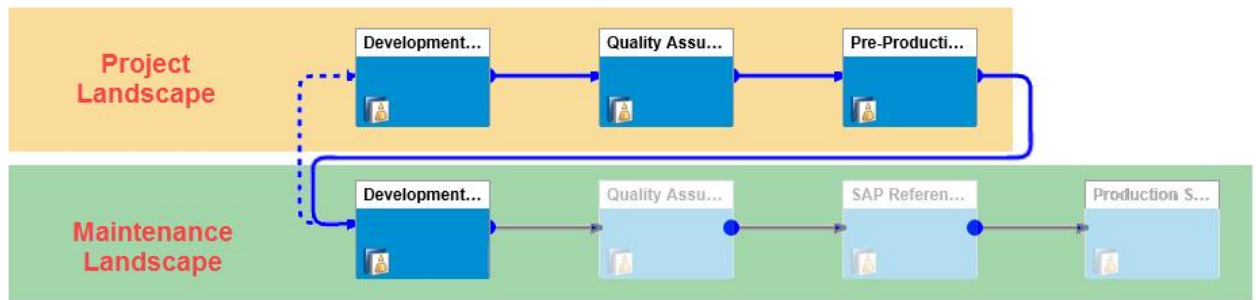 Project
Landscape
Development...
Quality Assu...
Pre-Producti...
Maintenance
Landscape
Development...
Quality Assu...
SAP Referen...
Production S...